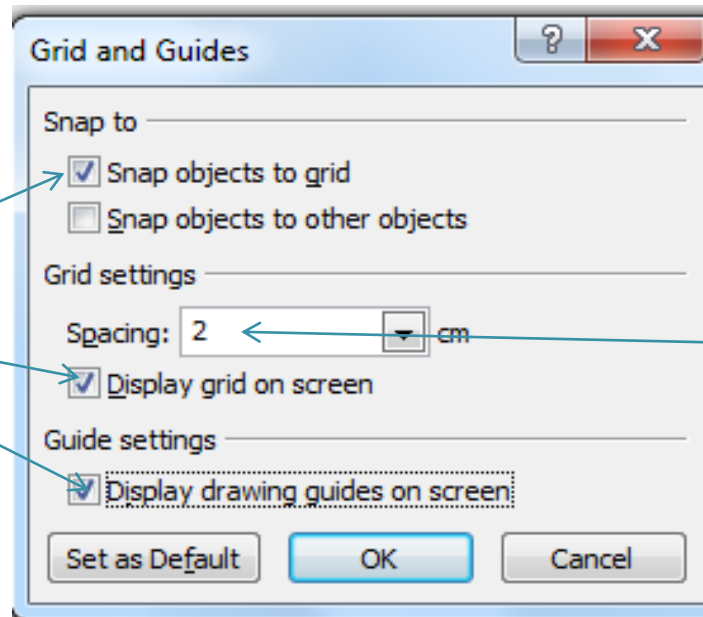 Grid and Guides
Snap to
Snap objects to grid
Snap objects to other objects
Grid settings
Spacing: 2 cm
Display grid on screen
Guide settings
Display drawing guides on screen
Set as Default OK Cancel